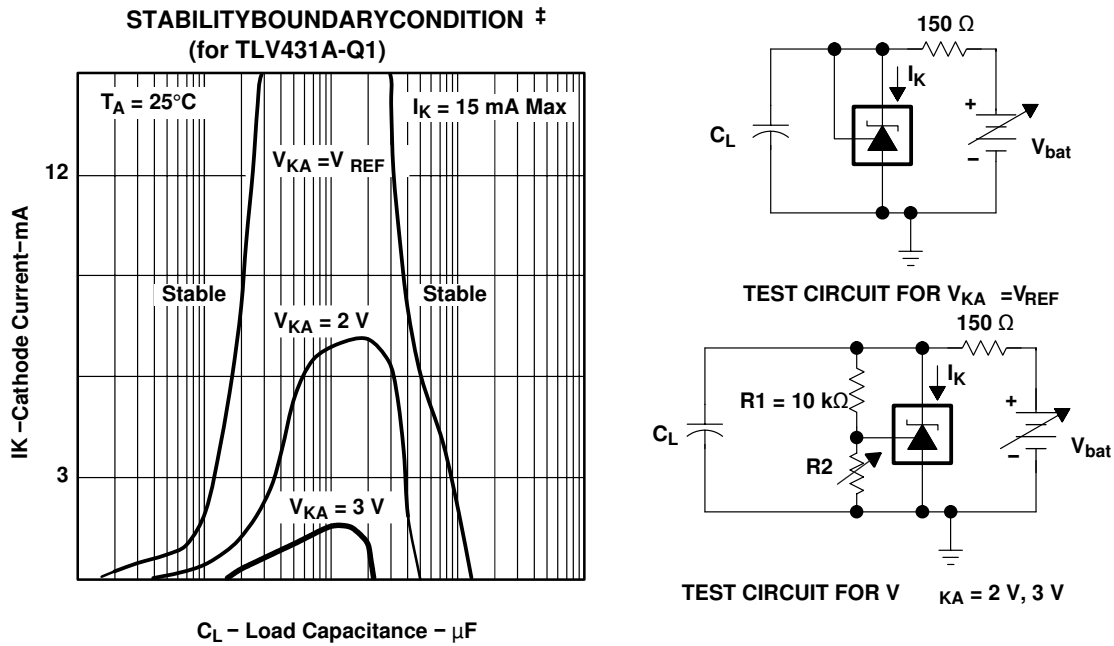 STABILITYBOUNDARYCONDITION ‡
(for TLV431A-Q1)
T_A = 25°C
I_K = 15 mA Max
V_KA =V REF
12
Stable
Stable
V_KA = 2 V
3
V_KA = 3 V
IK –Cathode Current–mA
C_L – Load Capacitance – μF
150 Ω
I_K
C_L
+
–
V_bat
TEST CIRCUIT FOR V_KA =V_REF
150 Ω
I_K
R1 = 10 kΩ
C_L
R2
+
–
V_bat
TEST CIRCUIT FOR V KA = 2 V, 3 V